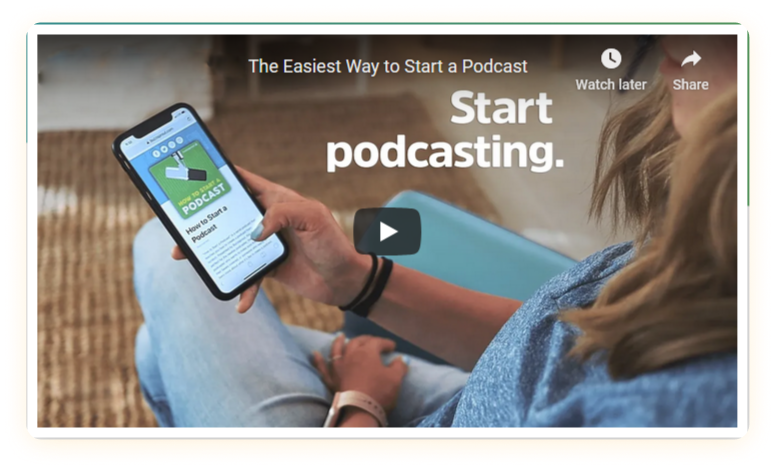 The Easiest Way to Start a Podcast
Watch later
Share
Start
podcasting.
HOW TO START A
PODCAST
How to Start a
Podcast